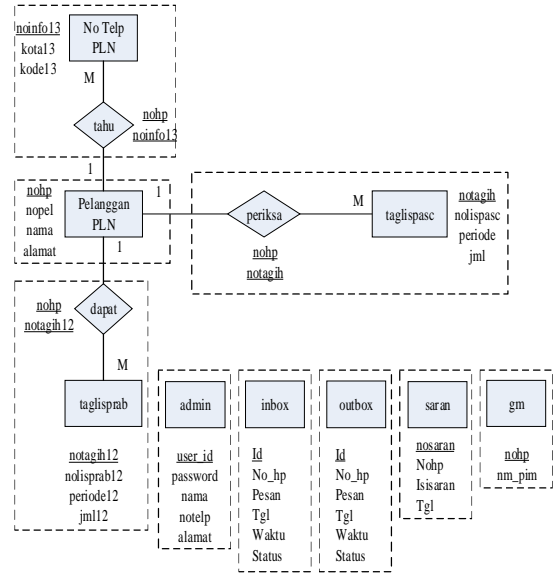 noinfo13
kota13
kode13
No Telp
PLN
M
tahu
nohp
noinfo13
1
nohp
nopel
nama
alamat
Pelanggan
PLN
1
1
periksa
nohp
notagih
M
taglispasc
notagih
nolispasc
periode
jml
nohp
notagih12
dapat
M
taglisprab
notagih12
nolisprab12
periode12
jml12
admin
user_id
password
nama
notelp
alamat
inbox
Id
No_hp
Pesan
Tgl
Waktu
Status
outbox
Id
No_hp
Pesan
Tgl
Waktu
Status
saran
nosaran
Nohp
Isisaran
Tgl
gm
nohp
nm_pim